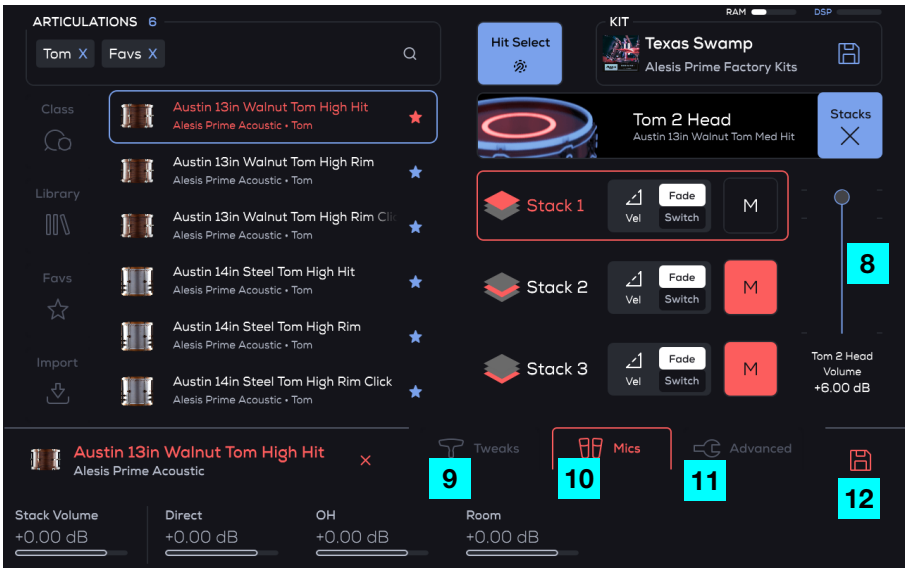 ARTICULATIONS 6
Tom X Favs X
Class
Library
Favs
Import
Austin 13in Walnut Tom High Hit
Alesis Prime Acoustic • Tom
Austin 13in Walnut Tom High Rim
Alesis Prime Acoustic • Tom
Austin 13in Walnut Tom High Rim Clic
Alesis Prime Acoustic • Tom
Austin 14in Steel Tom High Hit
Alesis Prime Acoustic • Tom
Austin 14in Steel Tom High Rim
Alesis Prime Acoustic • Tom
Austin 14in Steel Tom High Rim Click
Alesis Prime Acoustic • Tom
RAM
DSP
Hit Select
KIT
Texas Swamp
Alesis Prime Factory Kits
Tom 2 Head
Austin 13in Walnut Tom Med Hit
Stacks
Stack 1
Vel
Fade
Switch
M
Stack 2
Vel
Fade
Switch
M
Stack 3
Vel
Fade
Switch
M
8
Tom 2 Head
Volume
+6.00 dB
Austin 13in Walnut Tom High Hit
Alesis Prime Acoustic
Tweaks
9
Mics
10
Advanced
11
12
Stack Volume
+0.00 dB
Direct
+0.00 dB
OH
+0.00 dB
Room
+0.00 dB